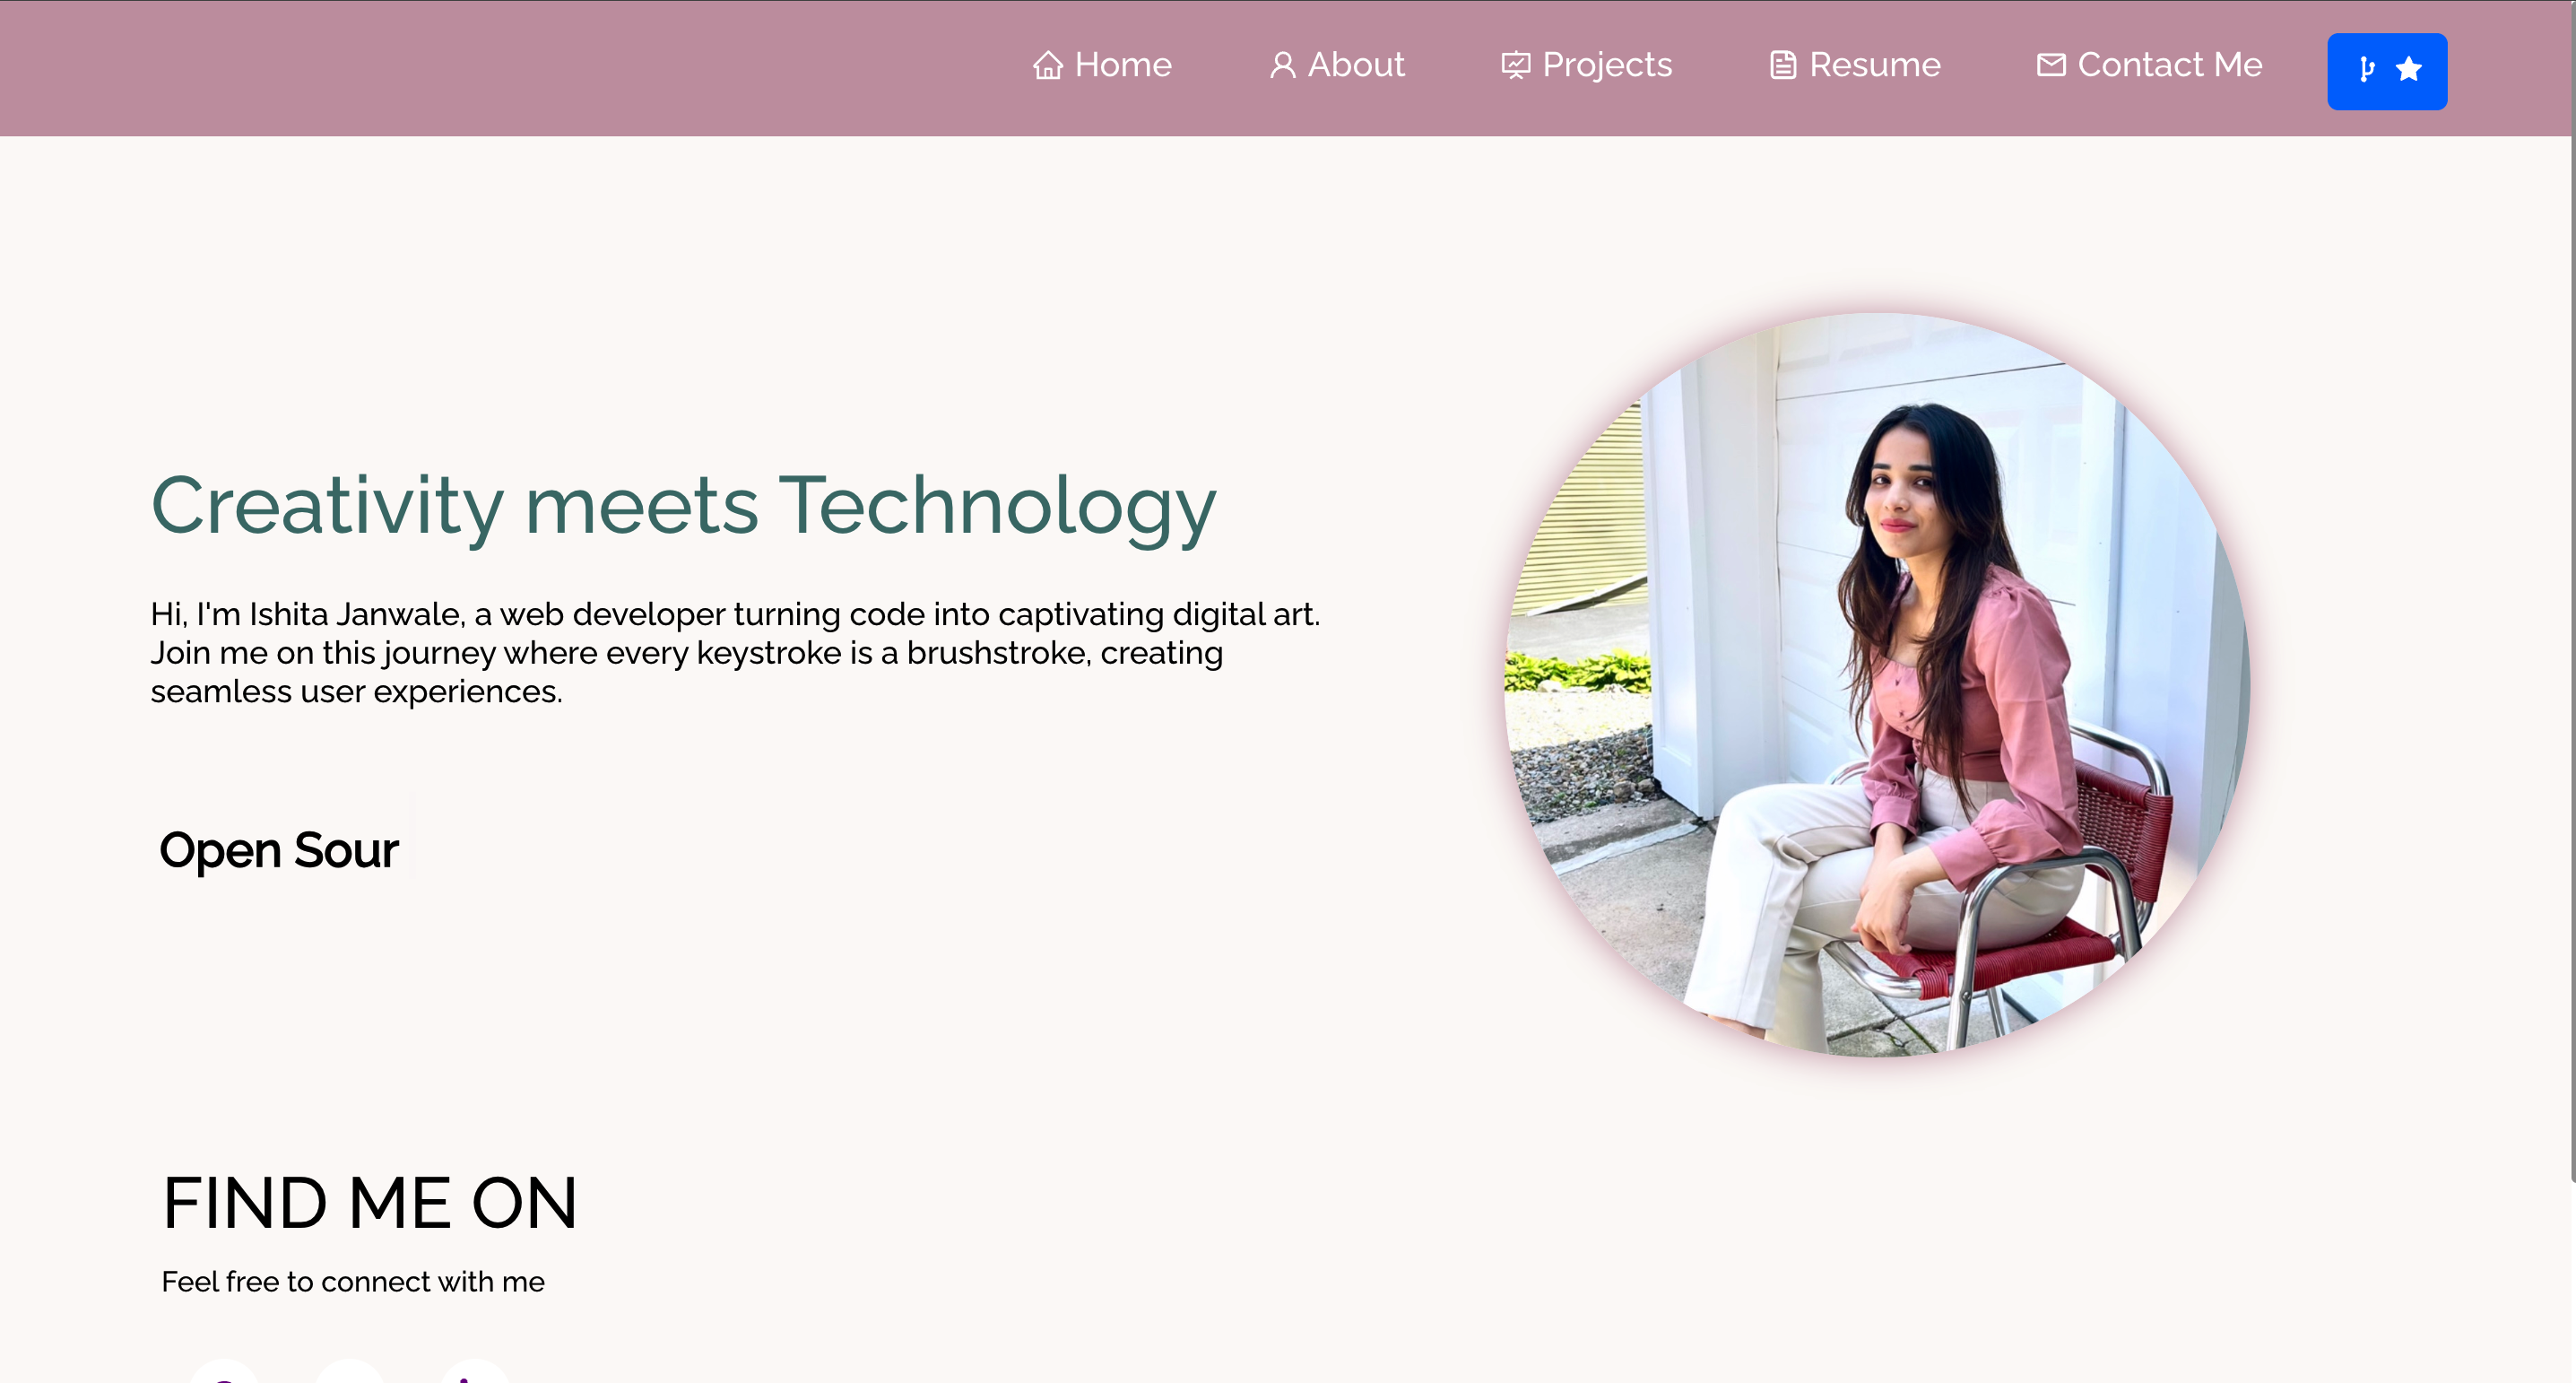 Home About Projects Resume Contact Me
Creativity meets Technology
Hi, I'm Ishita Janwale, a web developer turning code into captivating digital art.
Join me on this journey where every keystroke is a brushstroke, creating
seamless user experiences.
Open Sour
FIND ME ON
Feel free to connect with me